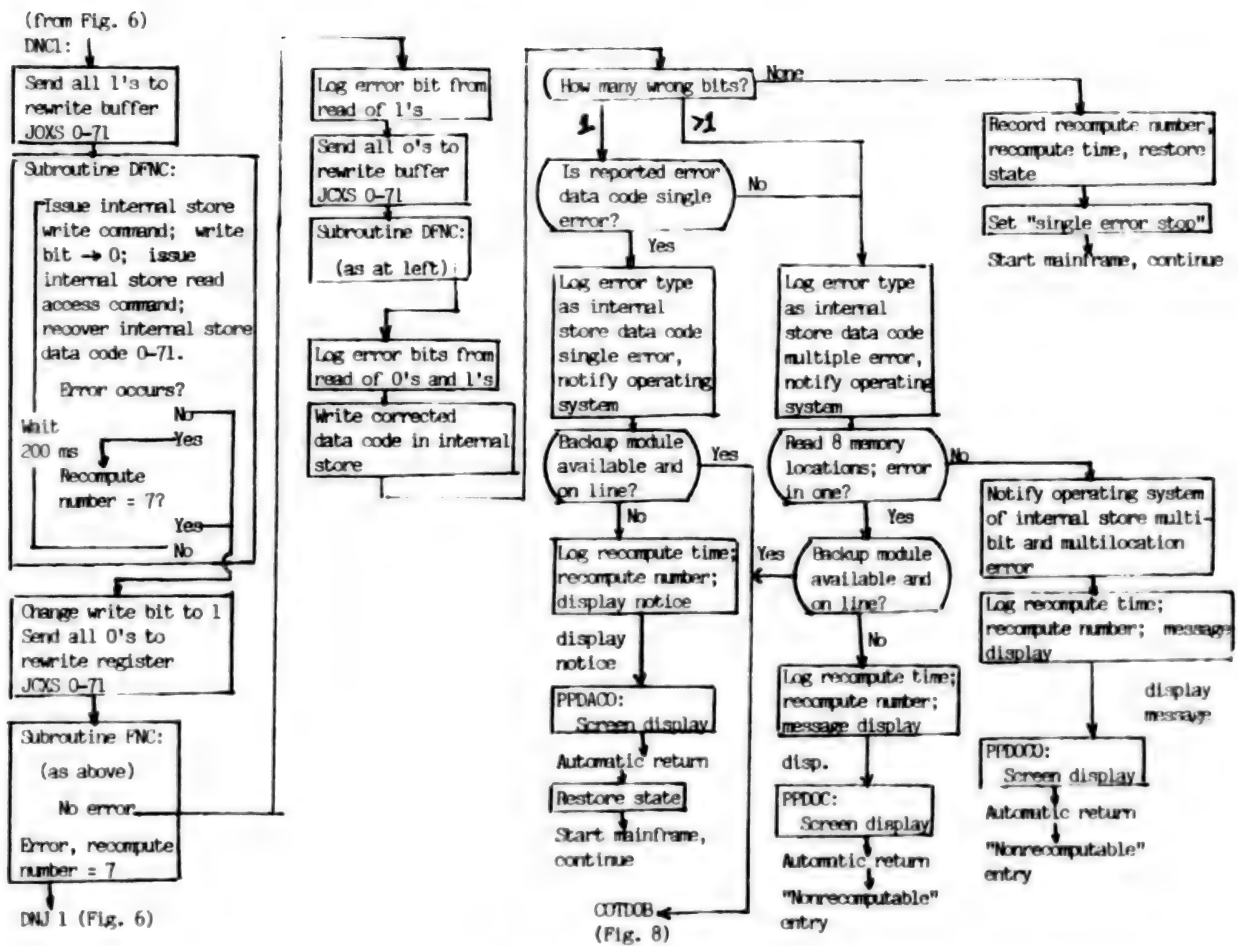 (from Fig. 6)
DNC1:
Send all 1's to
rewrite buffer
JOXS 0-71
Subroutine DFNC:
Issue internal store
write command; write
bit → 0; issue
internal store read
access command;
recover internal store
data code 0-71.
Error occurs?
No
Yes
Wait
200 ms
Recompute
number = 7?
Yes
No
Change write bit to 1
Send all 0's to
rewrite register
JCXS 0-71
Subroutine FNC:
(as above)
No error
Error, recompute
number = 7
DNJ 1 (Fig. 6)
Log error bit from
read of 1's
Send all o's to
rewrite buffer
JCXS 0-71
Subroutine DFNC:
(as at left)
Log error bits from
read of 0's and 1's
Write corrected
data code in internal
store
How many wrong bits?
None
1
>1
Is reported error
data code single
error?
No
Yes
Log error type
as internal
store data code
single error,
notify operating
system
Backup module
available and
on line?
Yes
No
Log recompute time;
recompute number;
display notice
display
notice
PPDACO:
Screen display
Automatic return
Restore state
Start mainframe,
continue
COTDOB
(Fig. 8)
Log error type
as internal
store data code
multiple error,
notify operating
system
Read 8 memory
locations; error
in one?
No
Yes
Backup module
available and
on line?
Yes
No
Log recompute time;
recompute number;
message display
disp.
PPDOC:
Screen display
Automatic return
"Nonrecomputable"
entry
Record recompute number,
recompute time, restore
state
Set "single error stop"
Start mainframe, continue
Notify operating system
of internal store multi-
bit and multilocation
error
Log recompute time;
recompute number; message
display
display
message
PPDOCO:
Screen display
Automatic return
"Nonrecomputable"
entry